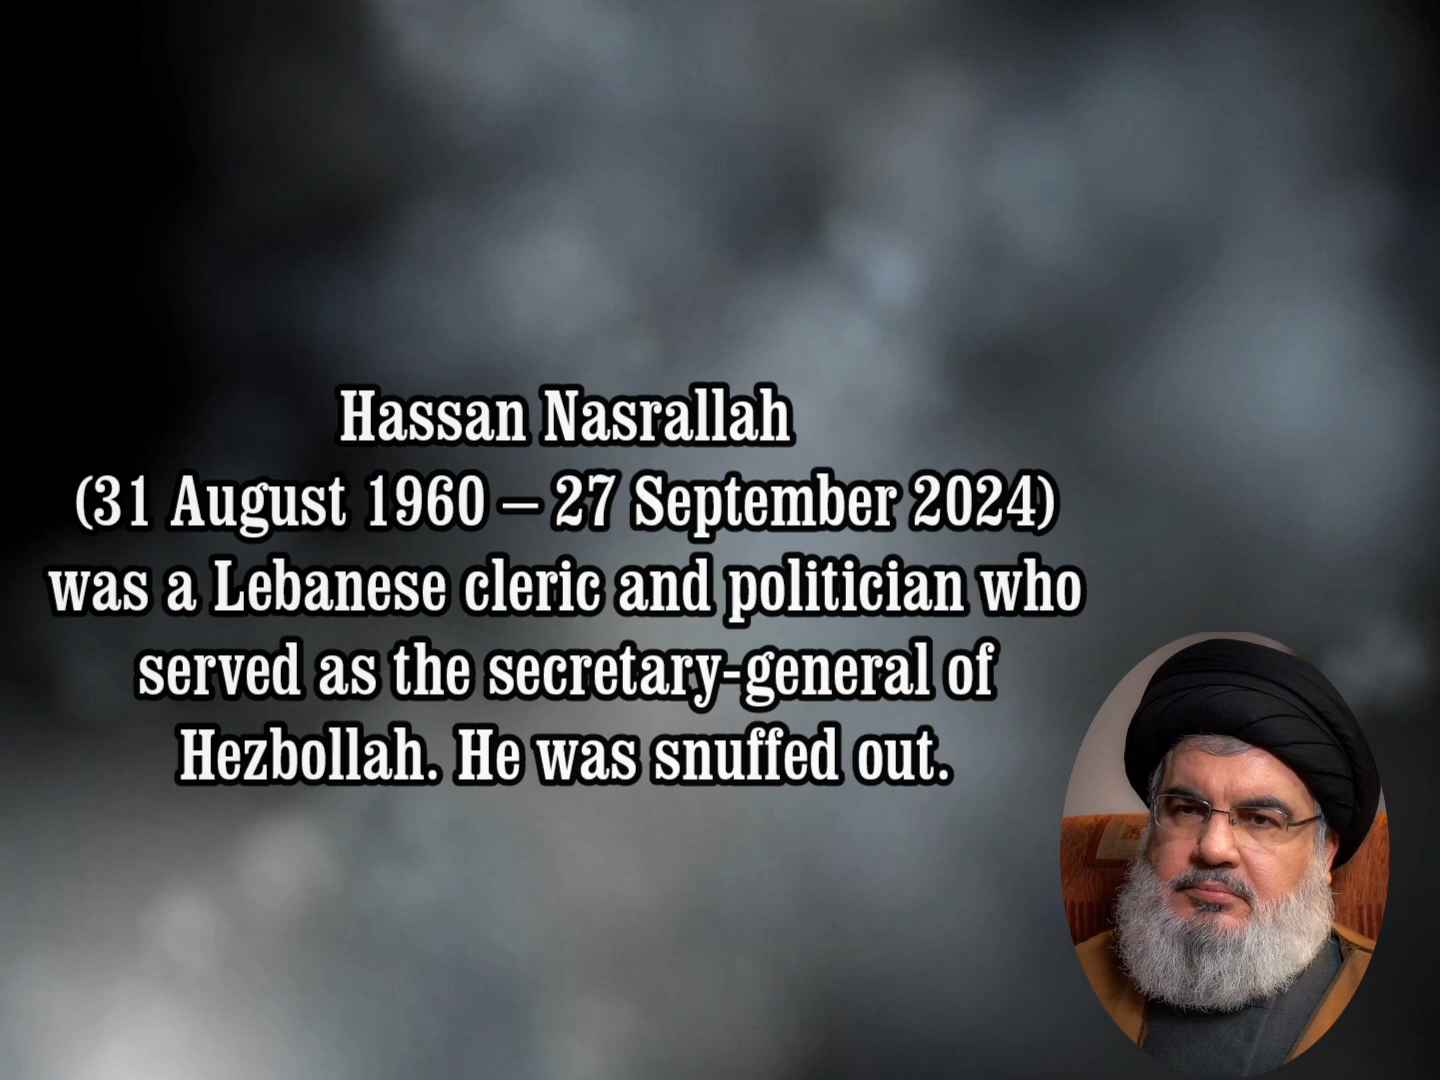 Hassan Nasrallah
(31 August 1960 – 27 September 2024)
was a Lebanese cleric and politician who
served as the secretary-general of
Hezbollah. He was snuffed out.